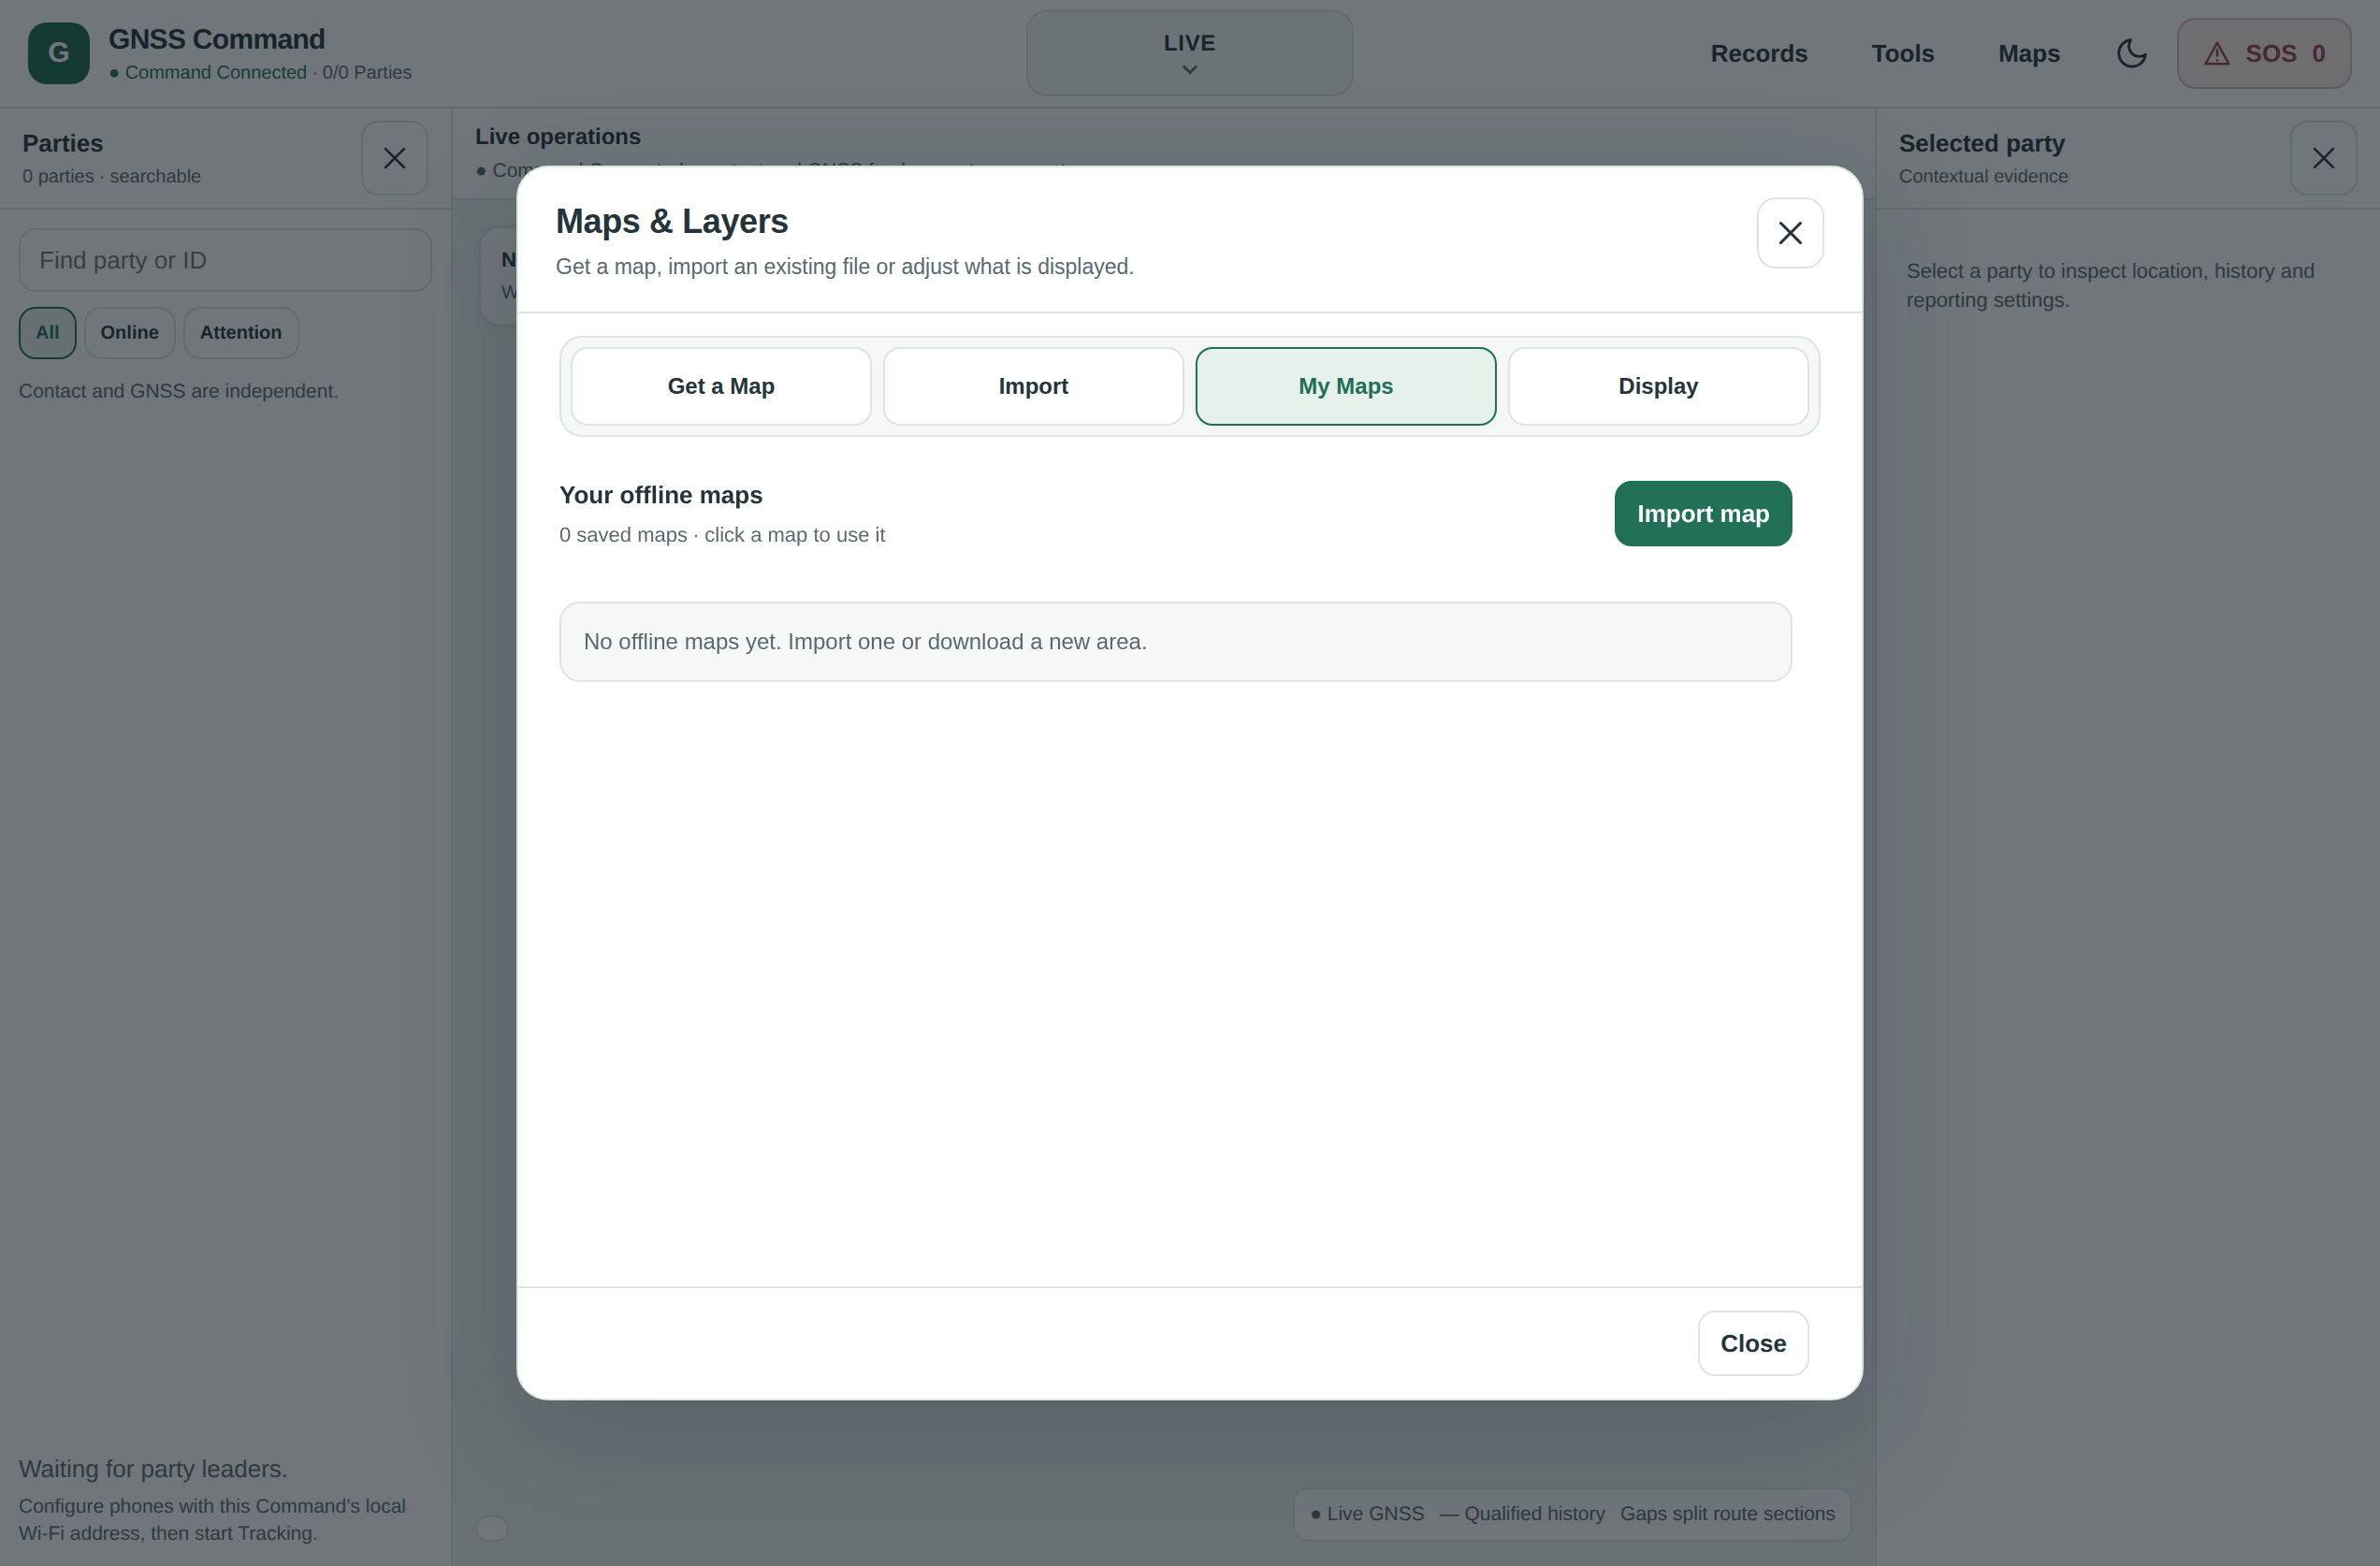 G
GNSS Command
● Command Connected · 0/0 Parties
LIVE
Records
Tools
Maps
SOS 0
Parties
0 parties · searchable
Find party or ID
All
Online
Attention
Contact and GNSS are independent.
Waiting for party leaders.
Configure phones with this Command’s local
Wi-Fi address, then start Tracking.
Live operations
Maps & Layers
Get a map, import an existing file or adjust what is displayed.
Get a Map
Import
My Maps
Display
Your offline maps
0 saved maps · click a map to use it
Import map
No offline maps yet. Import one or download a new area.
Close
● Live GNSS — Qualified history Gaps split route sections
Selected party
Contextual evidence
Select a party to inspect location, history and
reporting settings.